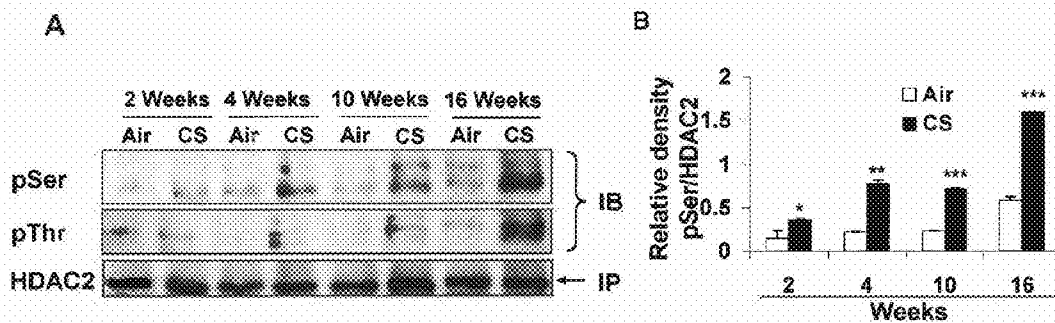 A
2 Weeks 4 Weeks 10 Weeks 16 Weeks
Air CS Air CS Air CS Air CS
pSer
pThr
IB
HDAC2
IP
B
Relative density
pSer/HDAC2
2
1.5
1
0.5
0
Air
CS
*
**
***
***
2 4 10 16
Weeks